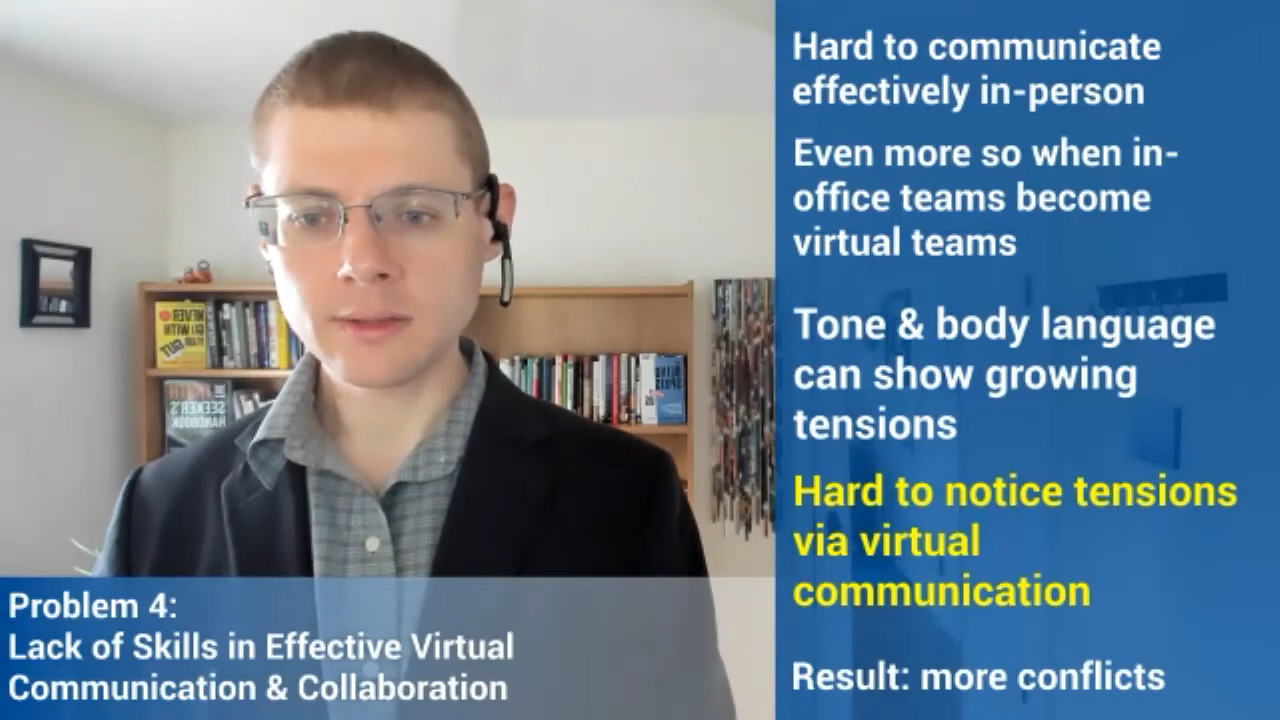 Hard to communicate
effectively in-person
Even more so when in-
office teams become
virtual teams
Tone & body language
can show growing
tensions
Hard to notice tensions
via virtual
communication
Result: more conflicts
Problem 4:
Lack of Skills in Effective Virtual
Communication & Collaboration
NEVER
GO WITH
YOUR GUT
SEEKER'S
HANDBOOK